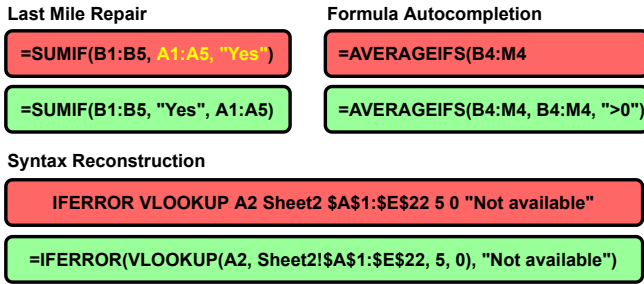 Last Mile Repair
=SUMIF(B1:B5, A1:A5, "Yes")
=SUMIF(B1:B5, "Yes", A1:A5)
Formula Autocompletion
=AVERAGEIFS(B4:M4
=AVERAGEIFS(B4:M4, B4:M4, ">0")
Syntax Reconstruction
IFERROR VLOOKUP A2 Sheet2 $A$1:$E$22 5 0 "Not available"
=IFERROR(VLOOKUP(A2, Sheet2!$A$1:$E$22, 5, 0), "Not available")